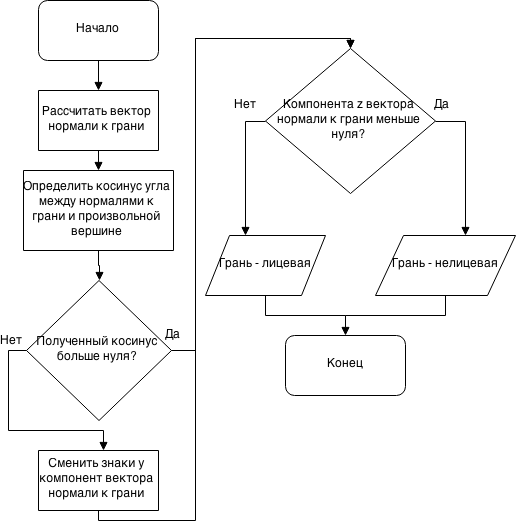 Начало
Рассчитать вектор
нормали к грани
Определить косинус угла
между нормалями к
грани и произвольной
вершине
Нет
Да
Полученный косинус
больше нуля?
Сменить знаки у
компонент вектора
нормали к грани
Нет
Да
Компонента z вектора
нормали к грани меньше
нуля?
Грань - лицевая
Грань - нелицевая
Конец